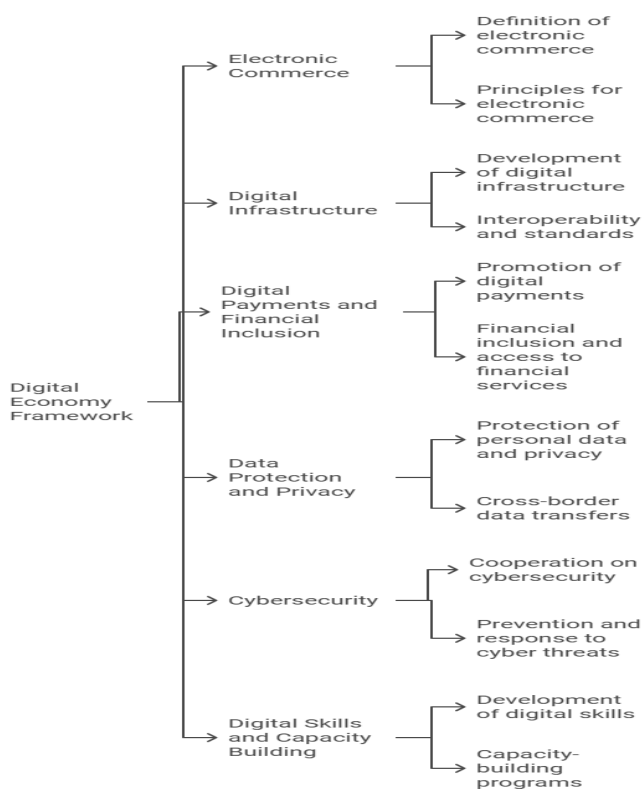 Definition of
electronic
commerce
Electronic
Commerce
Principles for
electronic
commerce
Development
of digital
infrastructure
Digital
Infrastructure
Interoperability
and standards
Promotion of
digital
payments
Digital
Payments and
Financial
Inclusion
Financial
inclusion and
access to
financial
services
Digital
Economy
Framework
Protection of
personal data
and privacy
Data
Protection
and Privacy
Cross-border
data transfers
Cooperation on
cybersecurity
Cybersecurity
Prevention and
response to
cyber threats
Development
of digital skills
Digital Skills
and Capacity
Building
Capacity-
building
programs